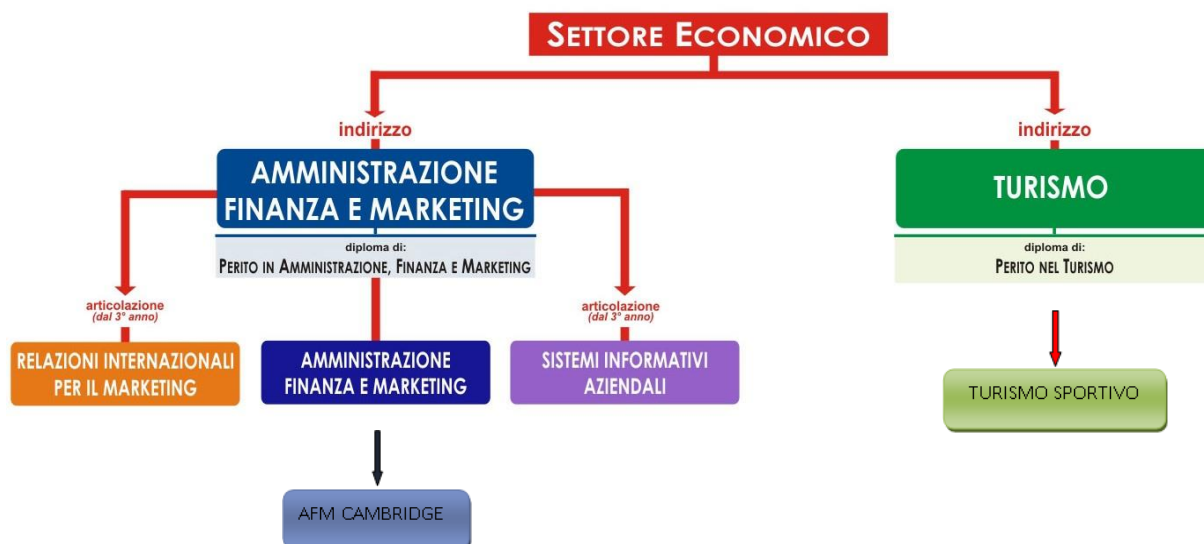 SETTORE ECONOMICO
indirizzo
AMMINISTRAZIONE
FINANZA E MARKETING
diploma di:
PERITO IN AMMINISTRAZIONE, FINANZA E MARKETING
articolazione
(dal 3° anno)
RELAZIONI INTERNAZIONALI
PER IL MARKETING
AMMINISTRAZIONE
FINANZA E MARKETING
articolazione
(dal 3° anno)
SISTEMI INFORMATIVI
AZIENDALI
AFM CAMBRIDGE
indirizzo
TURISMO
diploma di:
PERITO NEL TURISMO
TURISMO SPORTIVO